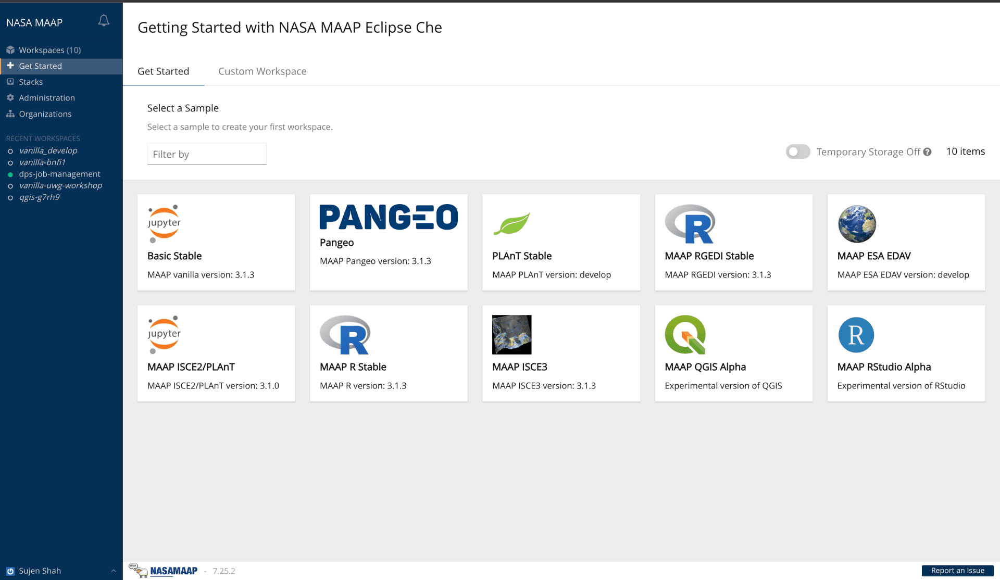 NASA MAAP
Workspaces (10)
Get Started
Stacks
Administration
Organizations
RECENT WORKSPACES
vanilla_develop
vanilla-bnfi1
dps-job-management
vanilla-uwg-workshop
qgis-g7rh9
Sujen Shah
Getting Started with NASA MAAP Eclipse Che
Get Started
Custom Workspace
Select a Sample
Select a sample to create your first workspace.
Filter by
Temporary Storage Off ?
10 items
jupyter
Basic Stable
MAAP vanilla version: 3.1.3
PANGEO
Pangeo
MAAP Pangeo version: 3.1.3
PLAnT Stable
MAAP PLAnT version: develop
R
MAAP RGEDI Stable
MAAP RGEDI version: 3.1.3
MAAP ESA EDAV
MAAP ESA EDAV version: develop
jupyter
MAAP ISCE2/PLAnT
MAAP ISCE2/PLAnT version: 3.1.0
R
MAAP R Stable
MAAP R version: 3.1.3
MAAP ISCE3
MAAP ISCE3 version: 3.1.3
MAAP QGIS Alpha
Experimental version of QGIS
R
MAAP RStudio Alpha
Experimental version of RStudio
MAAP
NASAMAAP - 7.25.2
Report an Issue